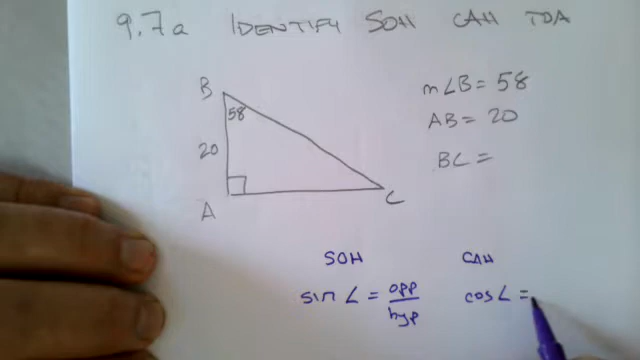 9.7a IDENTIFY SOH CAH TOA
B
58
20
A
C
m∠B = 58
AB = 20
BC =
SOH
sin ∠ = opp/hyp
CAH
cos∠ =